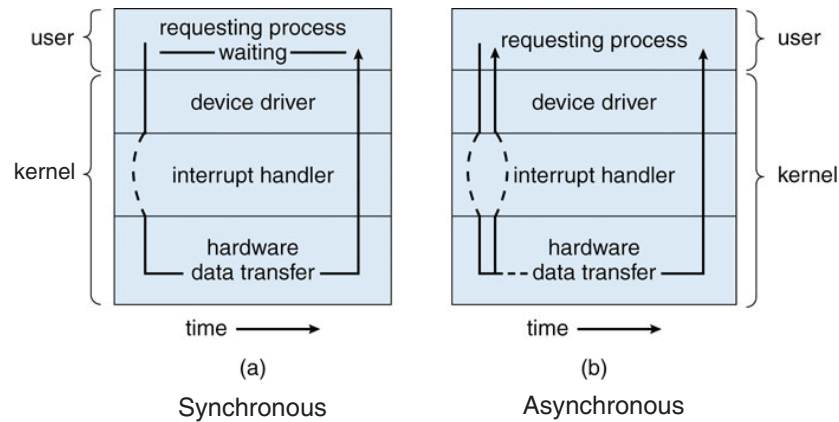 user
requesting process
waiting
device driver
kernel
interrupt handler
hardware
data transfer
time
(a)
Synchronous
requesting process
user
device driver
interrupt handler
kernel
hardware
data transfer
time
(b)
Asynchronous